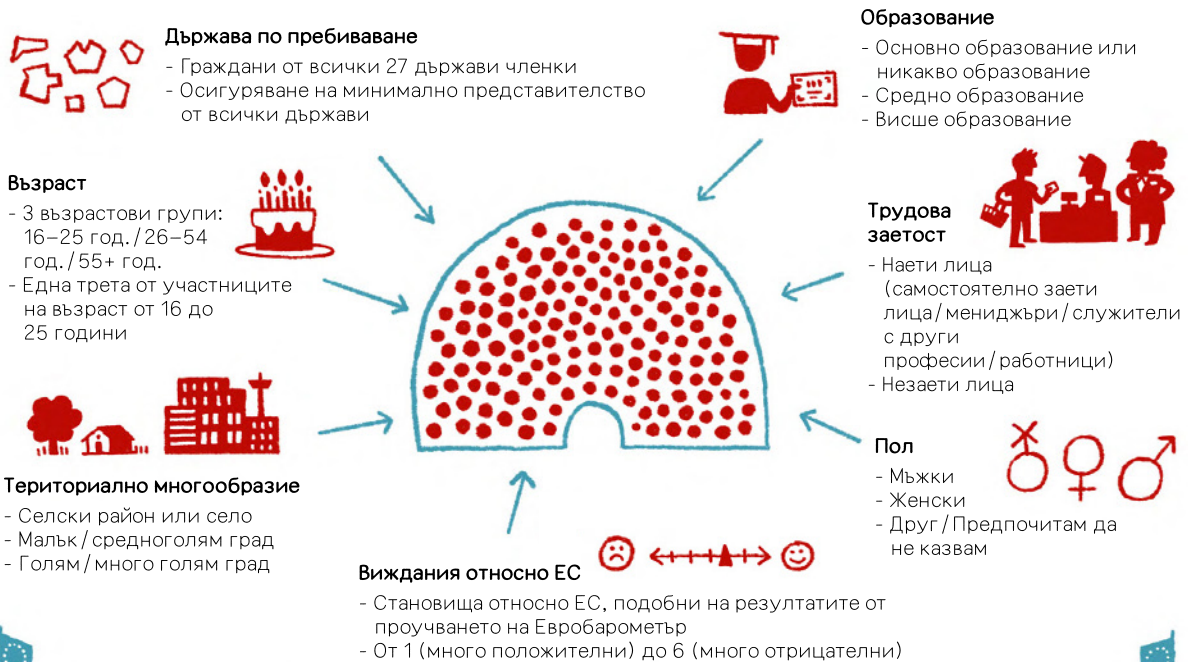 Държава по пребиваване
- Граждани от всички 27 държави членки
- Осигуряване на минимално представителство
от всички държави
Образование
- Основно образование или
никакво образование
- Средно образование
- Висше образование
Възраст
- 3 възрастови групи:
16–25 год./26–54
год./55+ год.
- Една трета от участниците
на възраст от 16 до
25 години
Трудова
заетост
- Наети лица
(самостоятелно заети
лица/мениджъри/служители
с други
професии/работници)
- Незаети лица
Териториално многообразие
- Селски район или село
- Малък/средноголям град
- Голям/много голям град
Пол
- Мъжки
- Женски
- Друг/Предпочитам да
не казвам
Виждания относно ЕС
- Становища относно ЕС, подобни на резултатите от
проучването на Евробарометър
- От 1 (много положителни) до 6 (много отрицателни)